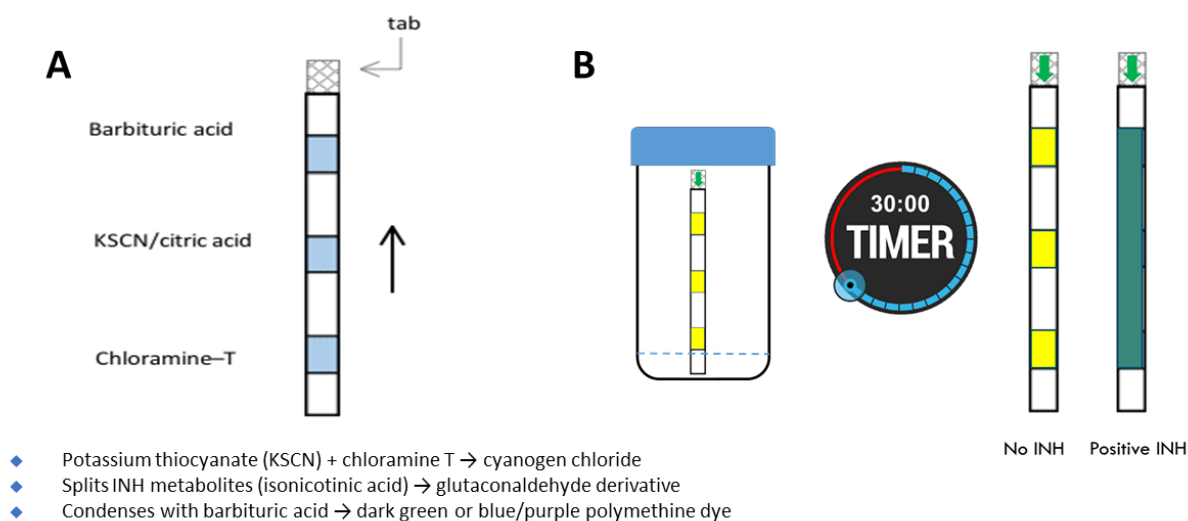 tab
A
B
Barbituric acid
KSCN/citric acid
Chloramine–T
30:00
TIMER
No INH
Positive INH
Potassium thiocyanate (KSCN) + chloramine T → cyanogen chloride
Splits INH metabolites (isonicotinic acid) → glutaconaldehyde derivative
Condenses with barbituric acid → dark green or blue/purple polymethine dye